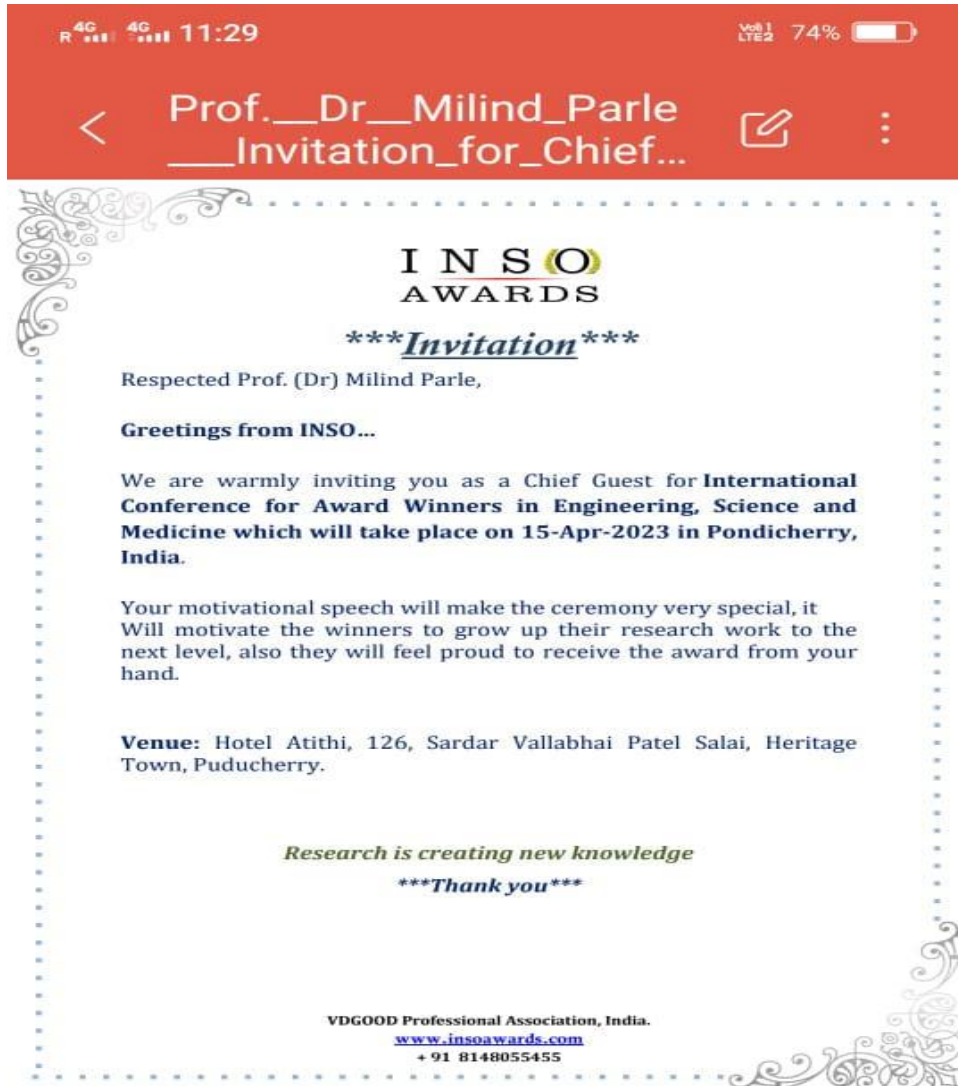 R 4G 4G 11:29 Vo)) 1 LTE2 74%
Prof.__Dr__Milind_Parle
___Invitation_for_Chief...
INSO
AWARDS
***Invitation***
Respected Prof. (Dr) Milind Parle,
Greetings from INSO...
We are warmly inviting you as a Chief Guest for International
Conference for Award Winners in Engineering, Science and
Medicine which will take place on 15-Apr-2023 in Pondicherry,
India.
Your motivational speech will make the ceremony very special, it
Will motivate the winners to grow up their research work to the
next level, also they will feel proud to receive the award from your
hand.
Venue: Hotel Atithi, 126, Sardar Vallabhai Patel Salai, Heritage
Town, Puducherry.
Research is creating new knowledge
***Thank you***
VDGOOD Professional Association, India.
www.insoawards.com
+ 91 8148055455